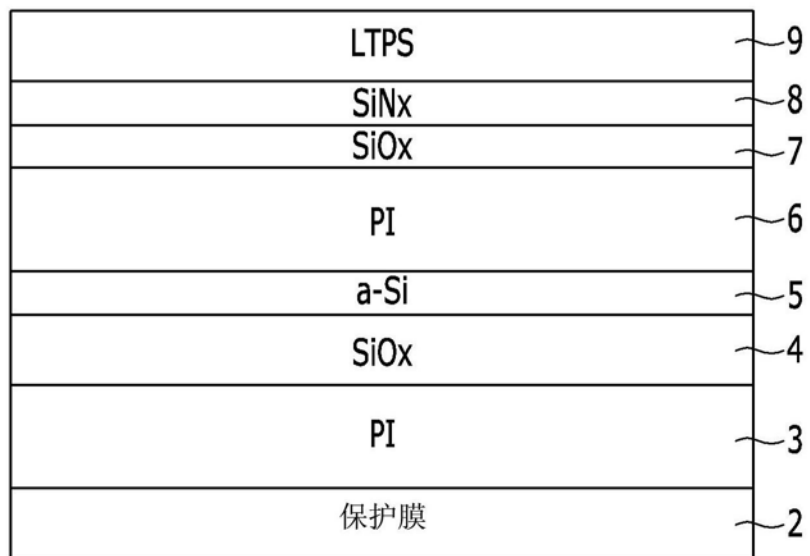 LTPS 9
SiNx 8
SiOx 7
PI 6
a-Si 5
SiOx 4
PI 3
保护膜 2